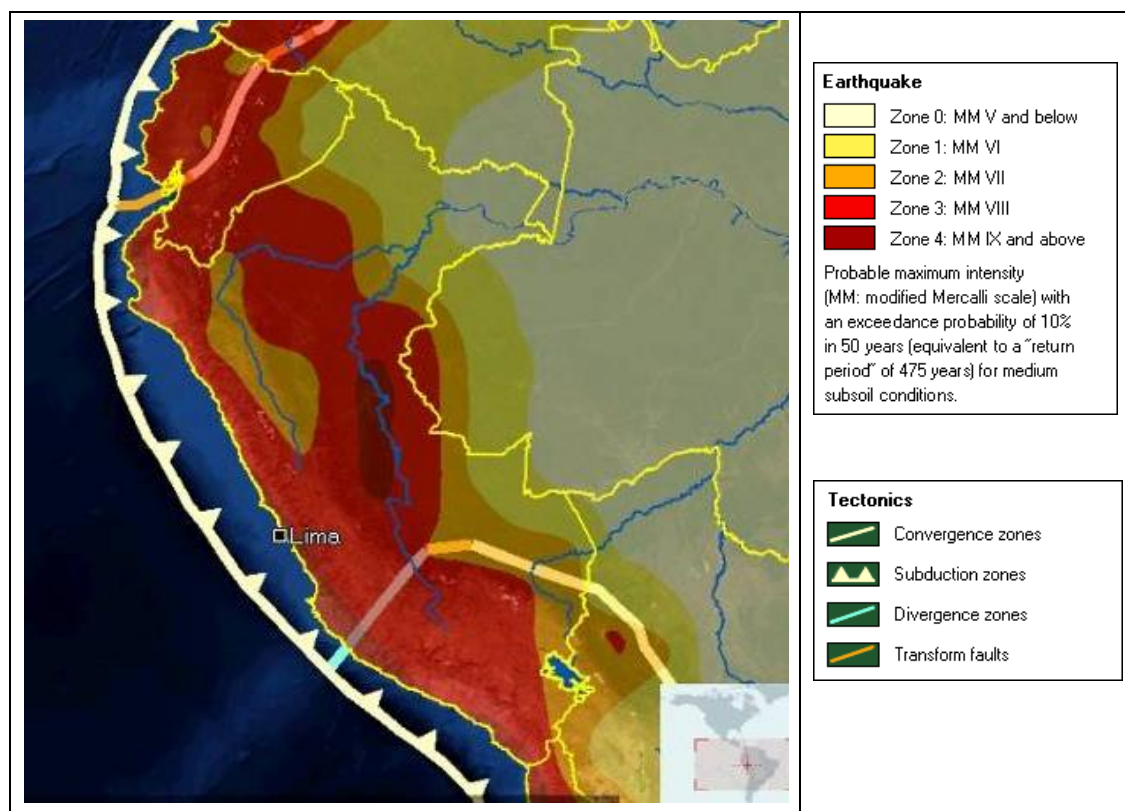 Lima
Earthquake
Zone 0: MM V and below
Zone 1: MM VI
Zone 2: MM VII
Zone 3: MM VIII
Zone 4: MM IX and above
Probable maximum intensity
(MM: modified Mercalli scale) with
an exceedance probability of 10%
in 50 years (equivalent to a "return
period" of 475 years) for medium
subsoil conditions.
Tectonics
Convergence zones
Subduction zones
Divergence zones
Transform faults